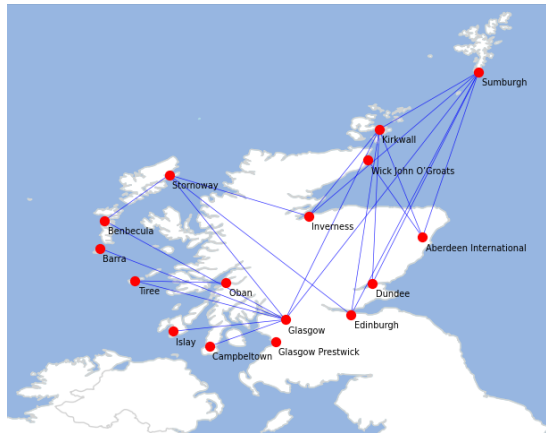 Sumburgh
Kirkwall
Wick John O'Groats
Stornoway
Benbecula
Inverness
Aberdeen International
Barra
Tiree
Oban
Dundee
Glasgow
Edinburgh
Islay
Campbeltown
Glasgow Prestwick